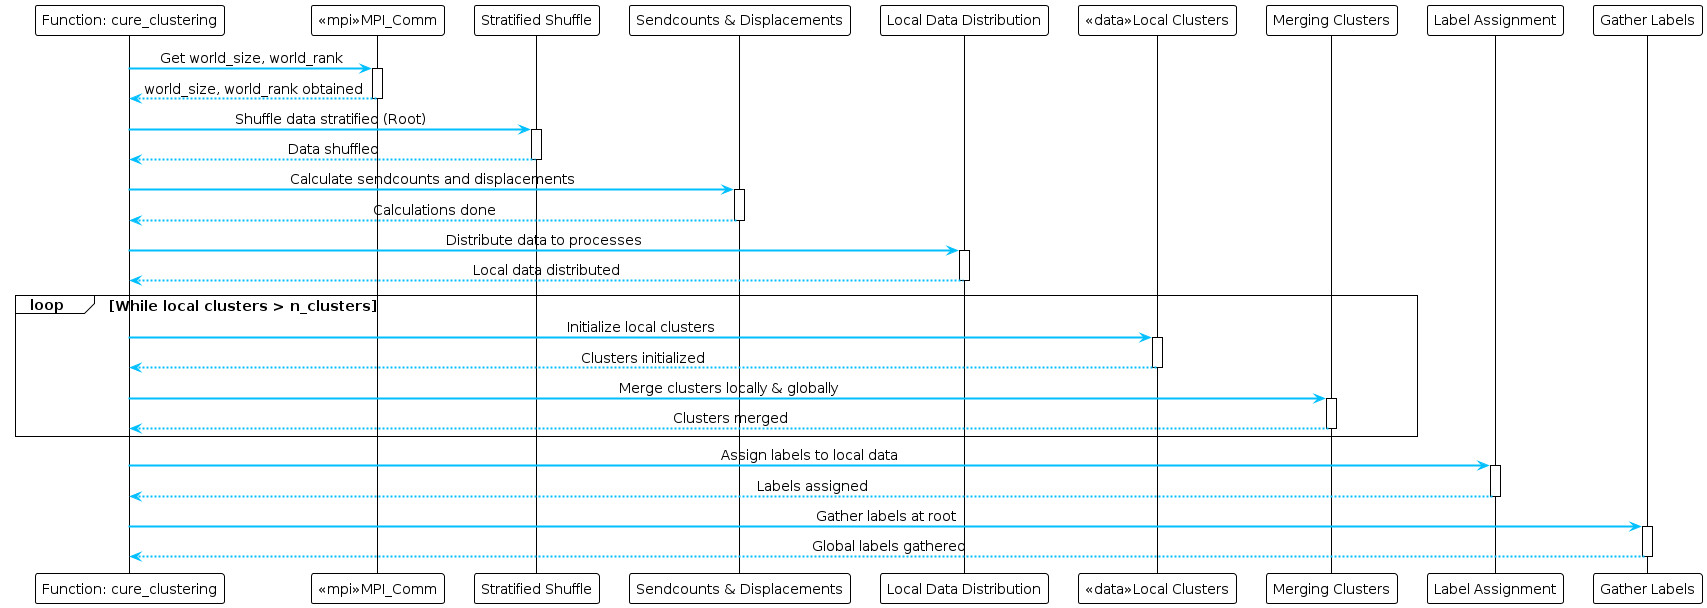 Function: cure_clustering
«mpi»MPI_Comm
Stratified Shuffle
Sendcounts & Displacements
Local Data Distribution
«data»Local Clusters
Merging Clusters
Label Assignment
Gather Labels
Get world_size, world_rank
world_size, world_rank obtained
Shuffle data stratified (Root)
Data shuffled
Calculate sendcounts and displacements
Calculations done
Distribute data to processes
Local data distributed
loop [While local clusters > n_clusters]
Initialize local clusters
Clusters initialized
Merge clusters locally & globally
Clusters merged
Assign labels to local data
Labels assigned
Gather labels at root
Global labels gathered
Function: cure_clustering
«mpi»MPI_Comm
Stratified Shuffle
Sendcounts & Displacements
Local Data Distribution
«data»Local Clusters
Merging Clusters
Label Assignment
Gather Labels